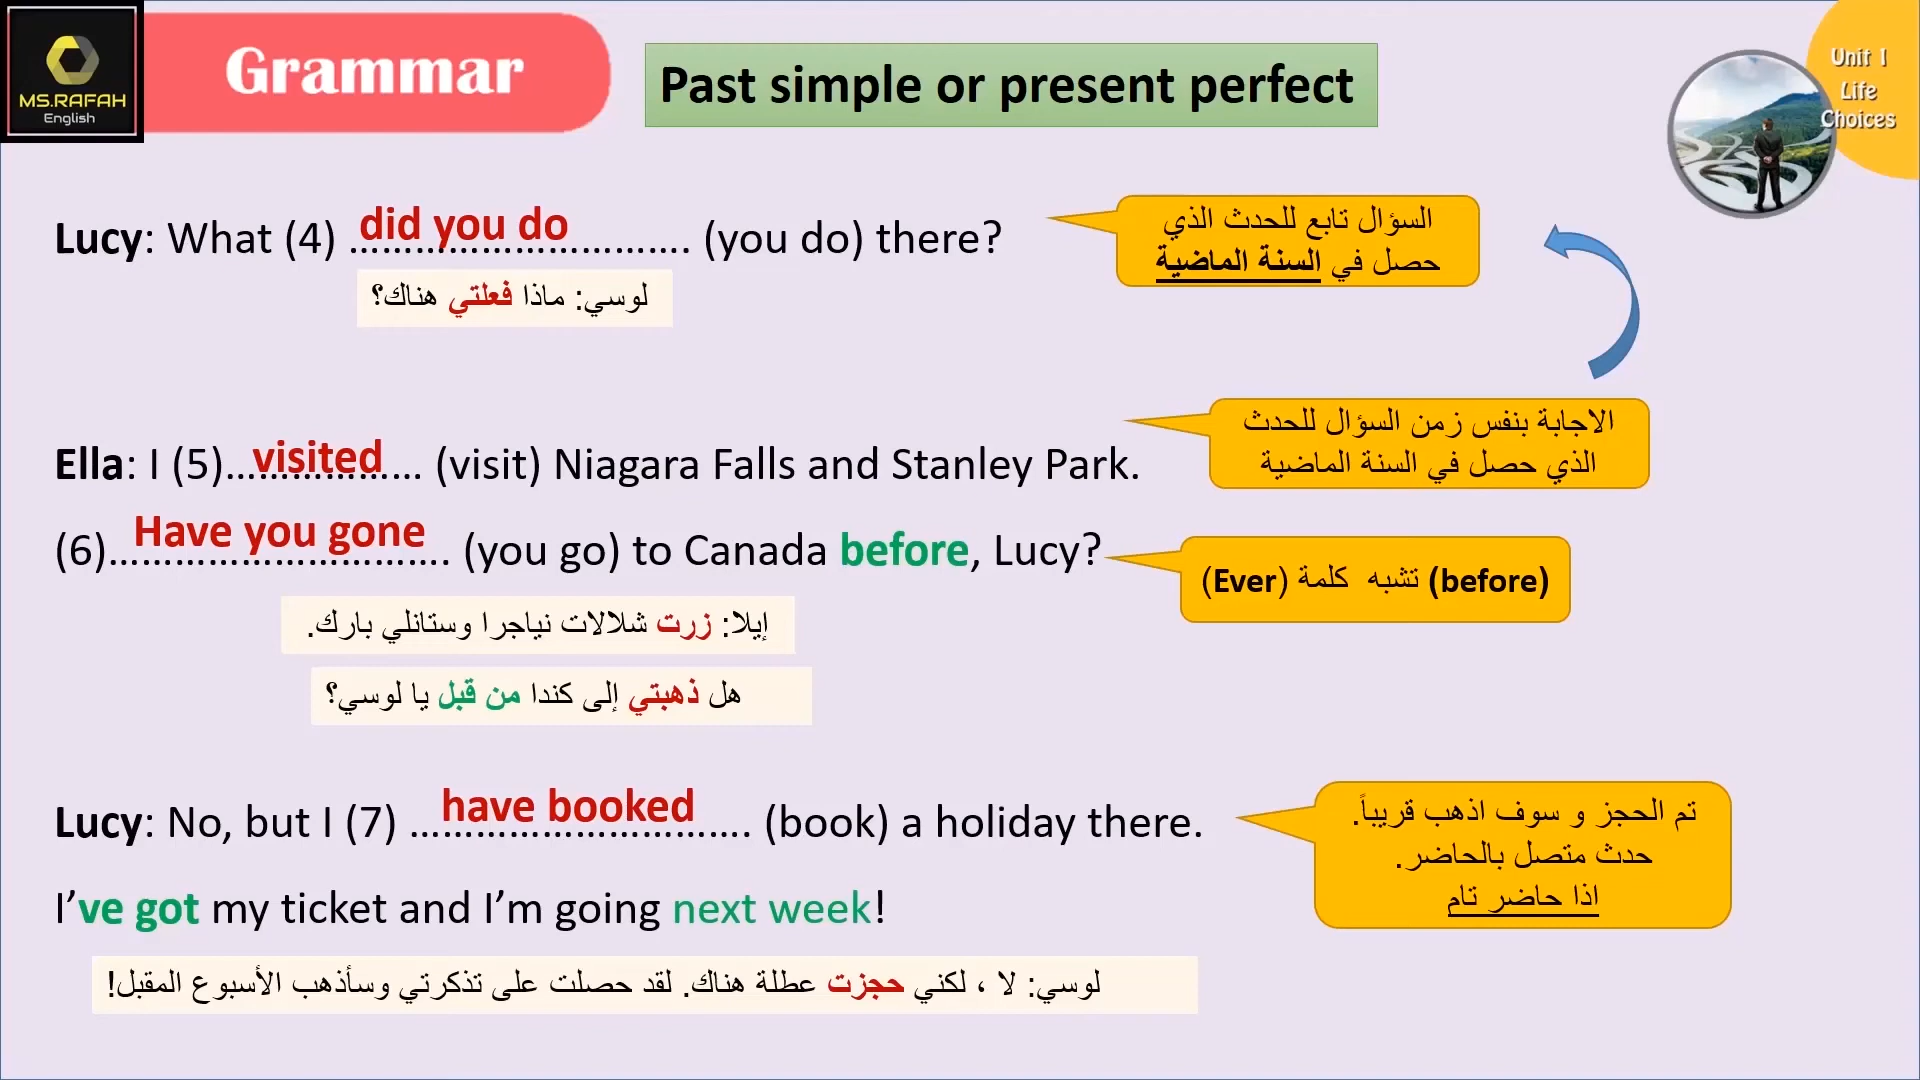 MS.RAFAH
English
Grammar
Past simple or present perfect
Unit 1
Life
Choices
Lucy: What (4) did you do ................................ (you do) there?
السؤال تابع للحدث الذي
حصل في السنة الماضية
لوسي: ماذا فعلتي هناك؟
الاجابة بنفس زمن السؤال للحدث
الذي حصل في السنة الماضية
Ella: I (5)...visited... (visit) Niagara Falls and Stanley Park.
(6) Have you gone ................................ (you go) to Canada before, Lucy?
(before) تشبه كلمة (Ever)
إيلا: زرت شلالات نياجرا وستانلي بارك.
هل ذهبتي إلى كندا من قبل يا لوسي؟
Lucy: No, but I (7) have booked ................................ (book) a holiday there.
تم الحجز و سوف اذهب قريباً.
حدث متصل بالحاضر.
اذا حاضر تام
I've got my ticket and I'm going next week!
لوسي: لا ، لكني حجزت عطلة هناك. لقد حصلت على تذكرتي وسأذهب الأسبوع المقبل!